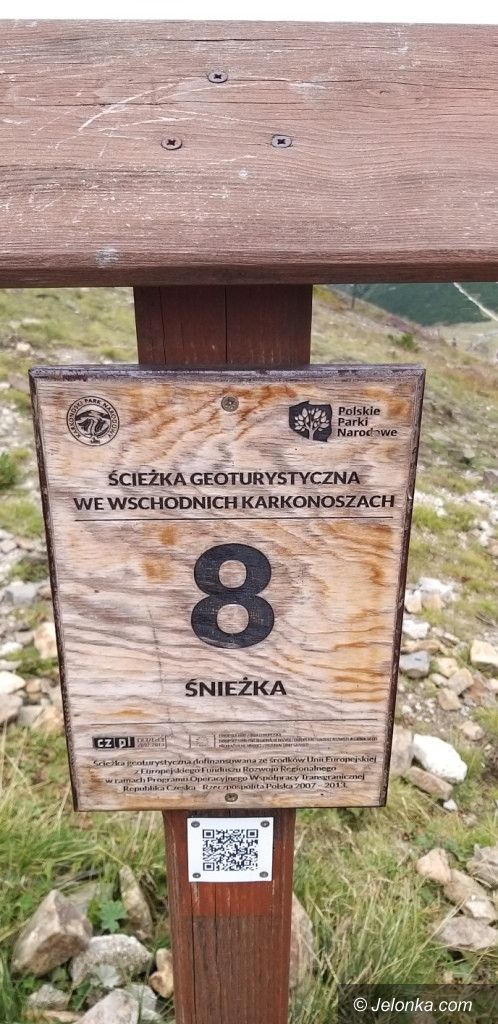 KARKONOSKI PARK NARODOWY
Polskie
Parki
Narodowe
ŚCIEŻKA GEOTURYSTYCZNA
WE WSCHODNICH KARKONOSZACH
8
ŚNIEŻKA
cz pl
Ścieżka geoturystyczna dofinansowana ze środków Unii Europejskiej
z Europejskiego Funduszu Rozwoju Regionalnego
w ramach Programu Operacyjnego Współpracy Transgranicznej
Republika Czeska - Rzeczpospolita Polska 2007 - 2013.
© Jelonka.com